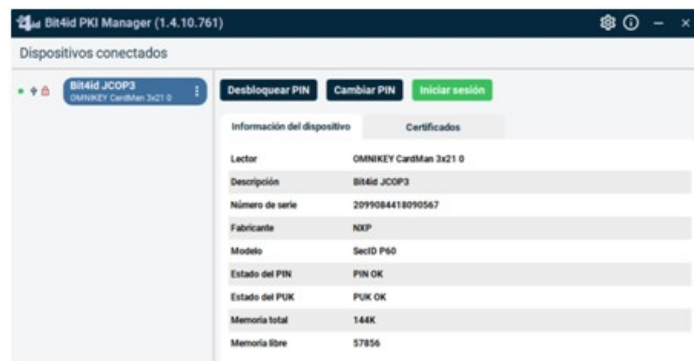 Bit4id PKI Manager (1.4.10.761)
Dispositivos conectados
Bit4id JCOP3
OMNIKEY CardMan 3x21 0
Desbloquear PIN Cambiar PIN Iniciar sesión
Información del dispositivo Certificados
Lector OMNIKEY CardMan 3x21 0
Descripción Bit4id JCOP3
Número de serie 2099084418090567
Fabricante NXP
Modelo SecID P60
Estado del PIN PIN OK
Estado del PUK PUK OK
Memoria total 144K
Memoria libre 57856